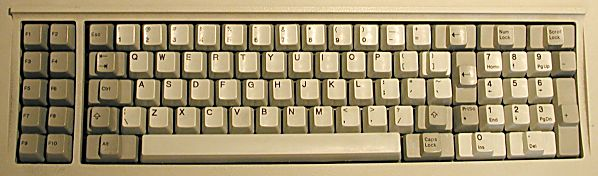 F1 F2 Esc ! 1 @ 2 # 3 $ 4 % 5 6 & 7 * 8 ( 9 ) 0 - = ← Num Lock Scroll Lock
F3 F4 Q W E R T Y U I O P [ ] 7 Home 8 9 PgUp -
F5 F6 Ctrl A S D F G H J K L ; 4 5 6
F7 F8 \ Z X C V B N M < , > . ? / PrtSc 1 End 2 3 PgDn +
F9 F10 Alt Caps Lock 0 Ins . Del